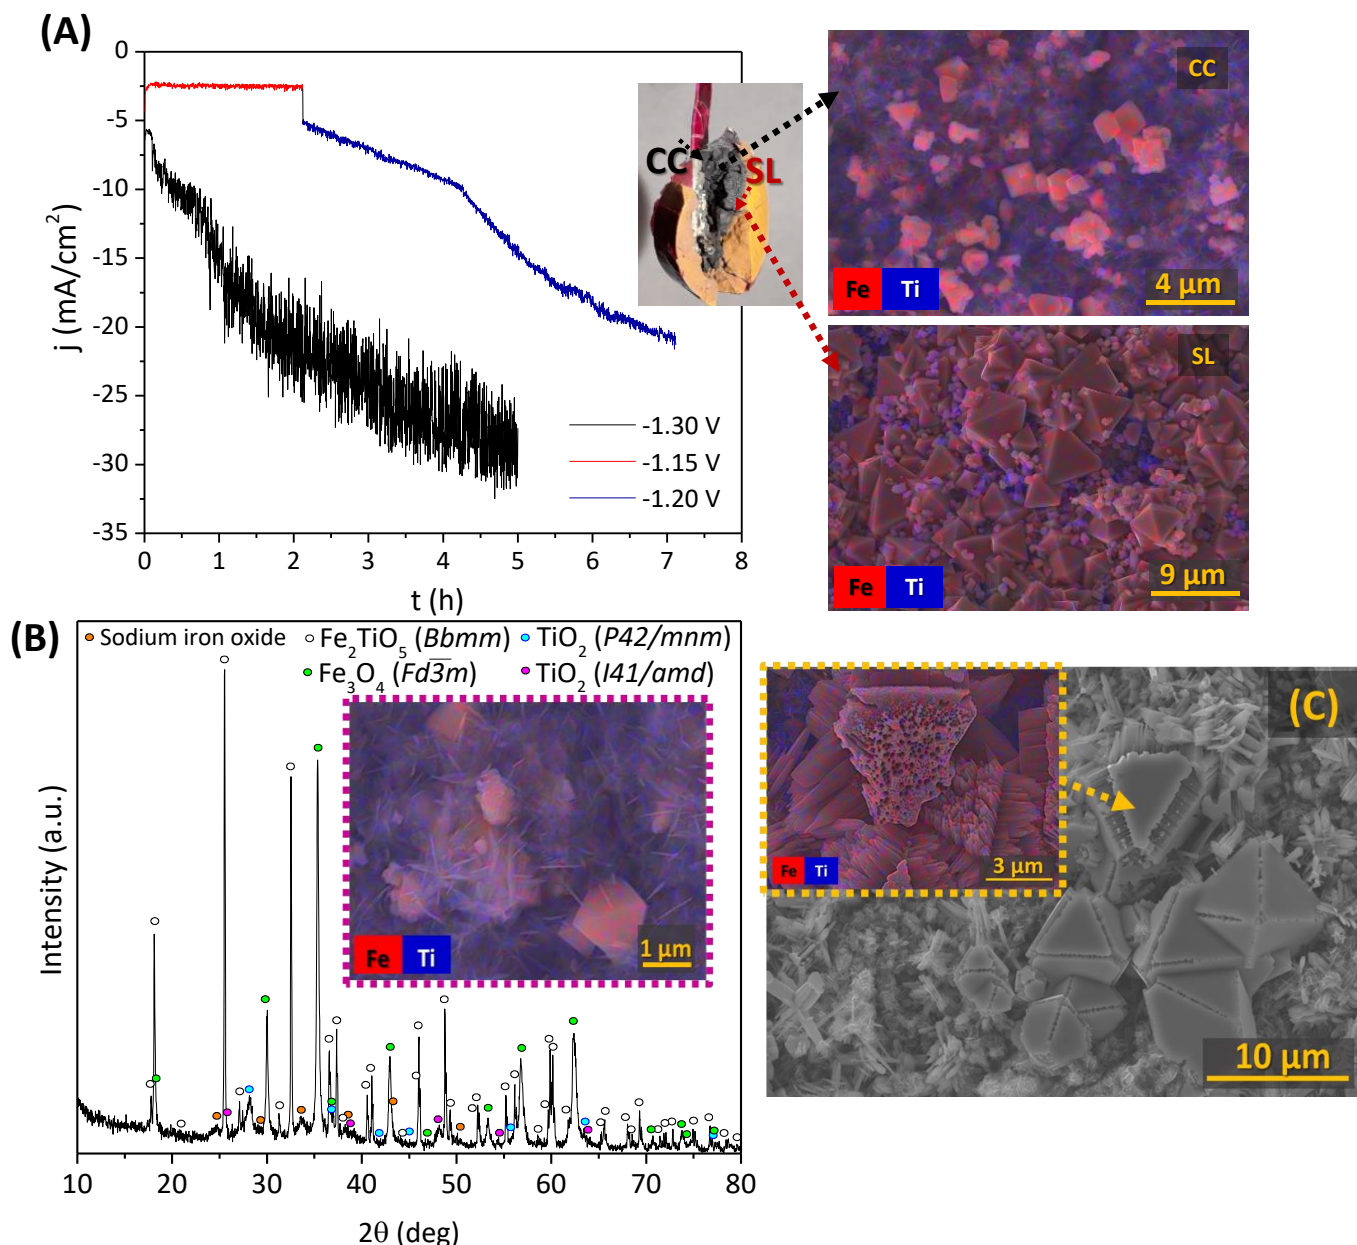 (A)
0
-5
-10
-15
-20
-25
-30
-35
j (mA/cm²)
0 1 2 3 4 5 6 7 8
t (h)
-1.30 V
-1.15 V
-1.20 V
CC
SL
CC
Fe Ti
4 µm
SL
Fe Ti
9 µm
(B)
Sodium iron oxide
Fe₂TiO₅ (Bbmm)
TiO₂ (P42/mnm)
Fe₃O₄ (Fd3̅m)
TiO₂ (I41/amd)
Fe Ti
1 µm
Intensity (a.u.)
10 20 30 40 50 60 70 80
2θ (deg)
(C)
Fe Ti
3 µm
10 µm